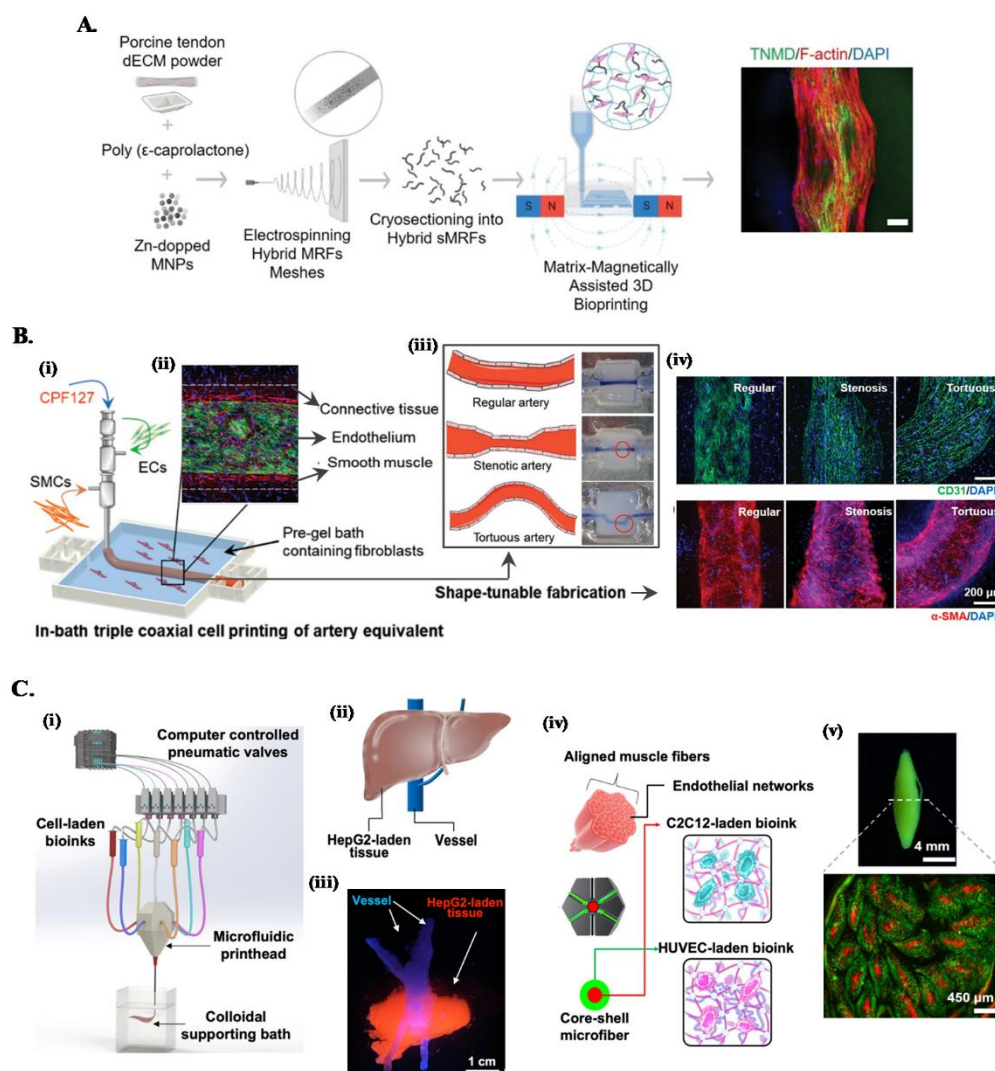 A.
Porcine tendon
dECM powder
+
Poly (ε-caprolactone)
+
Zn-dopped
MNPs
Electrospinning
Hybrid MRFs
Meshes
Cryosectioning into
Hybrid sMRFs
S N
S N
Matrix-Magnetically
Assisted 3D
Bioprinting
TNMD/F-actin/DAPI
B.
(i)
CPF127
ECs
SMCs
Pre-gel bath
containing fibroblasts
In-bath triple coaxial cell printing of artery equivalent
(ii)
Connective tissue
Endothelium
Smooth muscle
(iii)
Regular artery
Stenotic artery
Tortuous artery
Shape-tunable fabrication
(iv)
Regular
Stenosis
Tortuous
CD31/DAPI
Regular
Stenosis
Tortuous
200 µm
α-SMA/DAPI
C.
(i)
Computer controlled
pneumatic valves
Cell-laden
bioinks
Microfluidic
printhead
Colloidal
supporting bath
(ii)
HepG2-laden
tissue
Vessel
(iii)
Vessel
HepG2-laden
tissue
1 cm
(iv)
Aligned muscle fibers
Endothelial networks
C2C12-laden bioink
HUVEC-laden bioink
Core-shell
microfiber
(v)
4 mm
450 µm